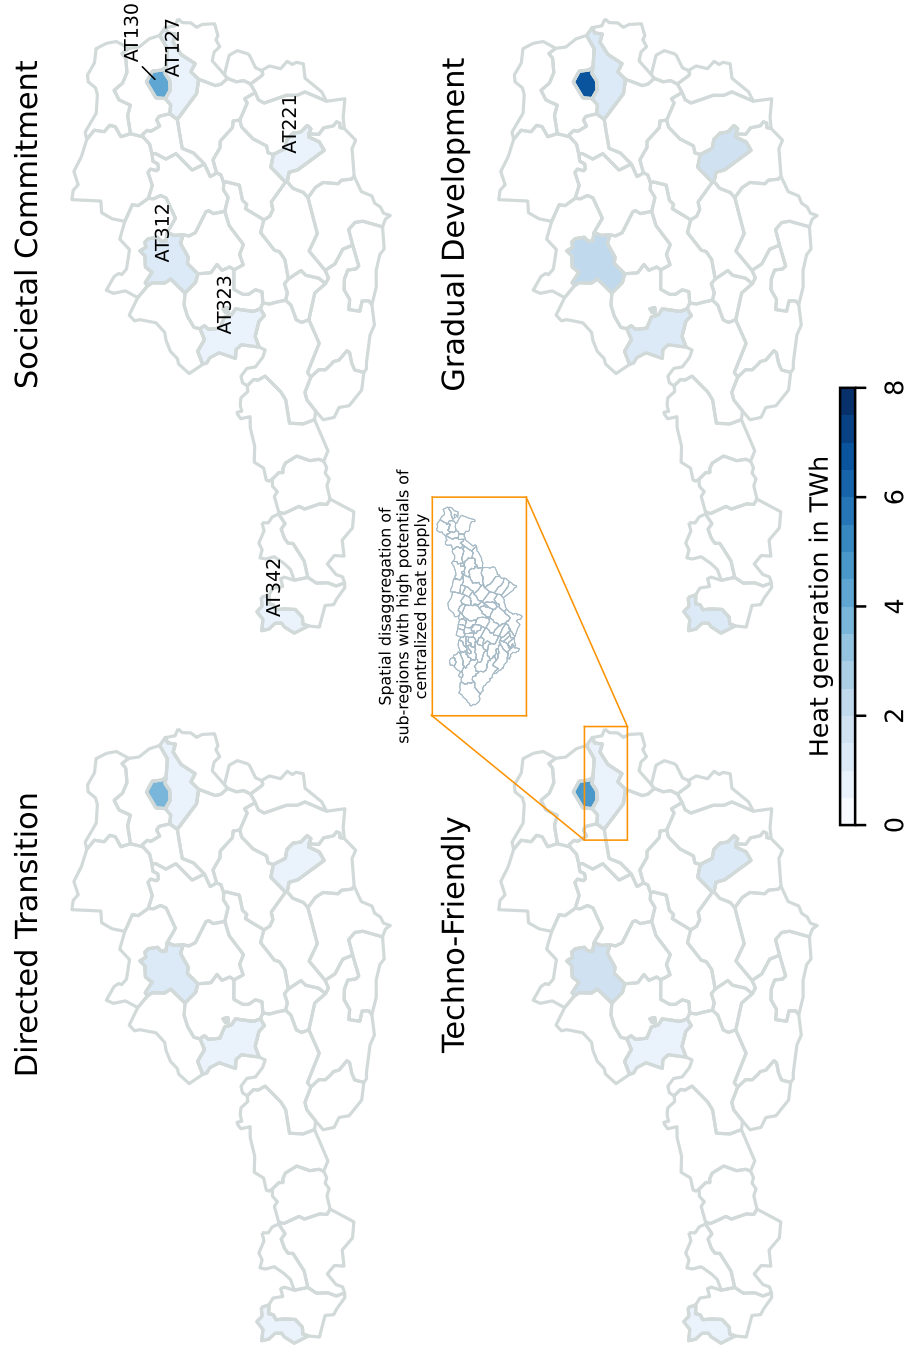 Directed Transition
Societal Commitment
AT130
AT127
AT312
AT221
AT323
AT342
Spatial disaggregation of
sub-regions with high potentials of
centralized heat supply
Techno-Friendly
Gradual Development
Heat generation in TWh
0
2
4
6
8